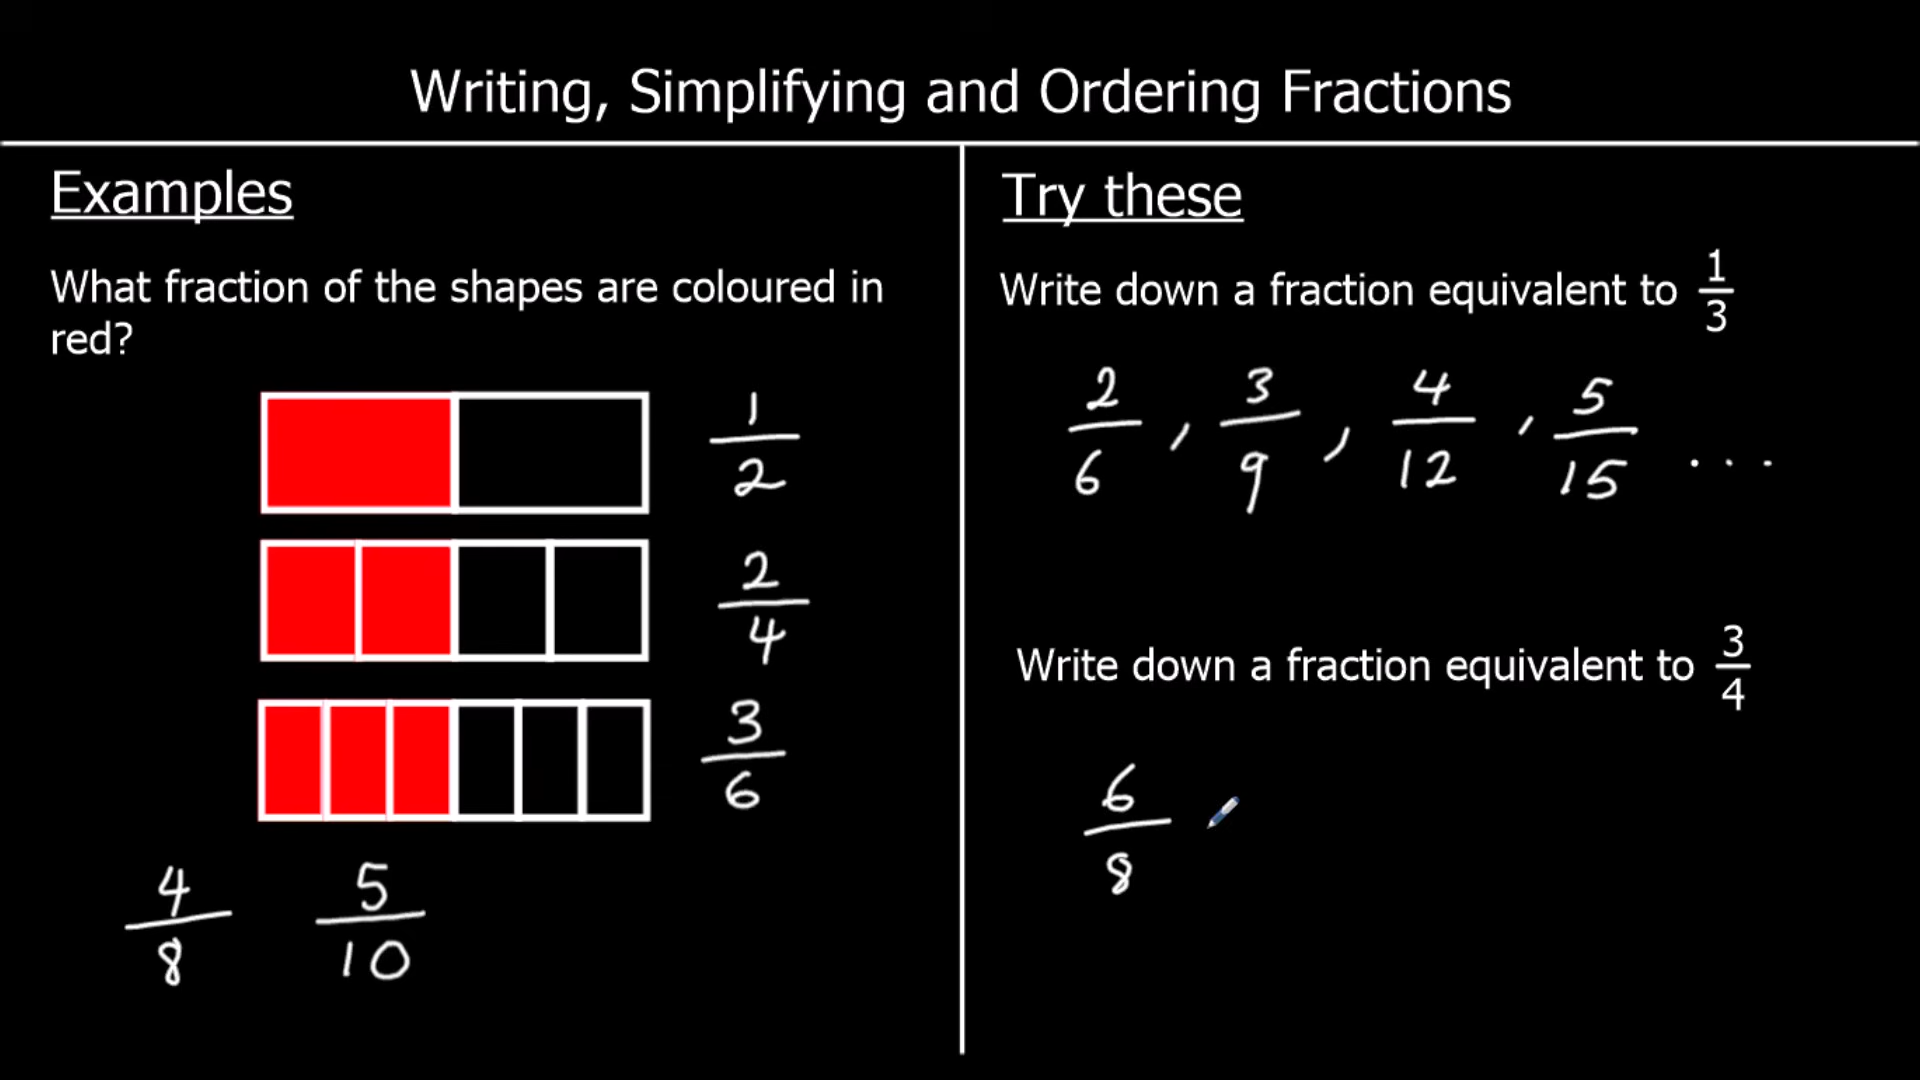 Writing, Simplifying and Ordering Fractions
Examples
What fraction of the shapes are coloured in
red?
1/2
2/4
3/6
4/8 5/10
Try these
Write down a fraction equivalent to 1/3
2/6 , 3/9 , 4/12 , 5/15 ...
Write down a fraction equivalent to 3/4
6/8